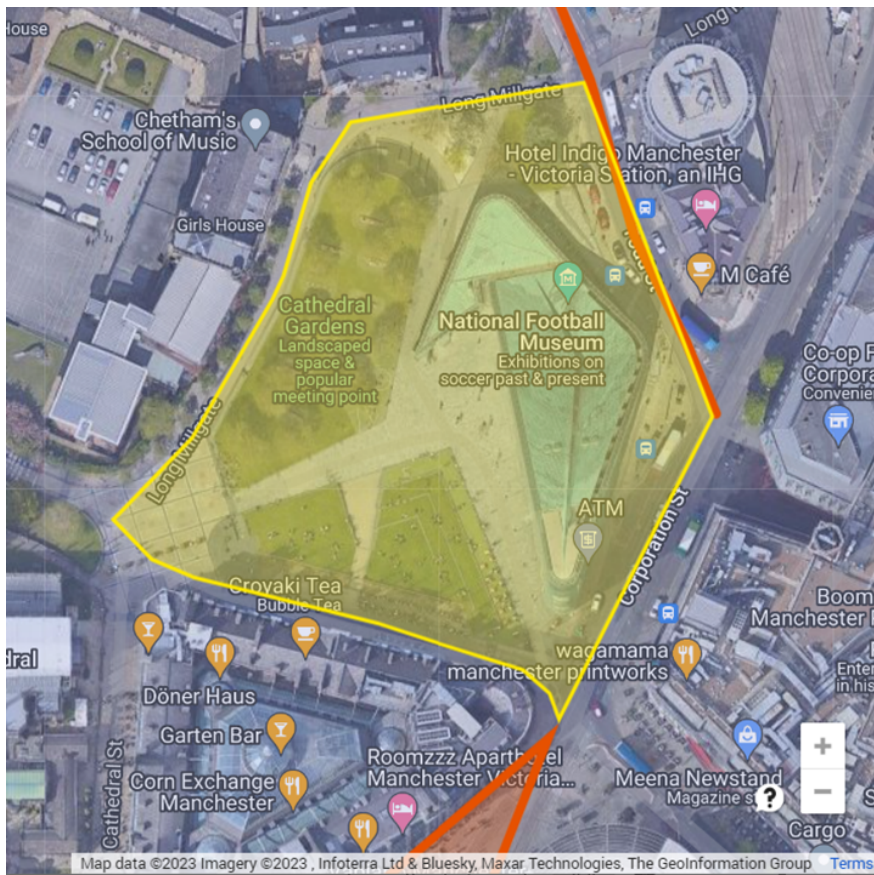 House
Long
Long Millgate
Chetham's
School of Music
Hotel Indigo Manchester
- Victoria Station, an IHG
Girls House
M Café
Cathedral
Gardens
Landscaped
space &
popular
meeting point
National Football
Museum
Exhibitions on
soccer past & present
Co-op F
Corpora
Convenie
Long Millgate
ATM
Corporation St
Crovaki Tea
Bubble Tea
Boom
Manchester
Enter
in his
wagamama
manchester printworks
dral
Döner Haus
Garten Bar
Roomzzz Aparthotel
Manchester Victoria...
Corn Exchange
Manchester
Meena Newstand
Magazine st
Cathedral St
+
−
?
Cargo
Map data ©2023 Imagery ©2023 , Infoterra Ltd & Bluesky, Maxar Technologies, The GeoInformation Group
Terms